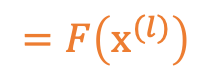 = F(x^(l))